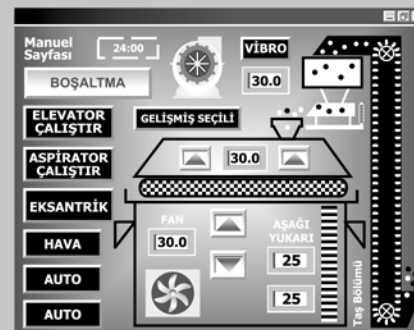 Manuel
Sayfası
24:00
VİBRO
30.0
BOŞALTMA
ELEVATOR
ÇALIŞTIR
GELİŞMİŞ SEÇİLİ
ASPİRATOR
ÇALIŞTIR
30.0
EKSANTRİK
FAN
AŞAĞI
YUKARI
HAVA
30.0
25
AUTO
25
AUTO
Taş Bölümü